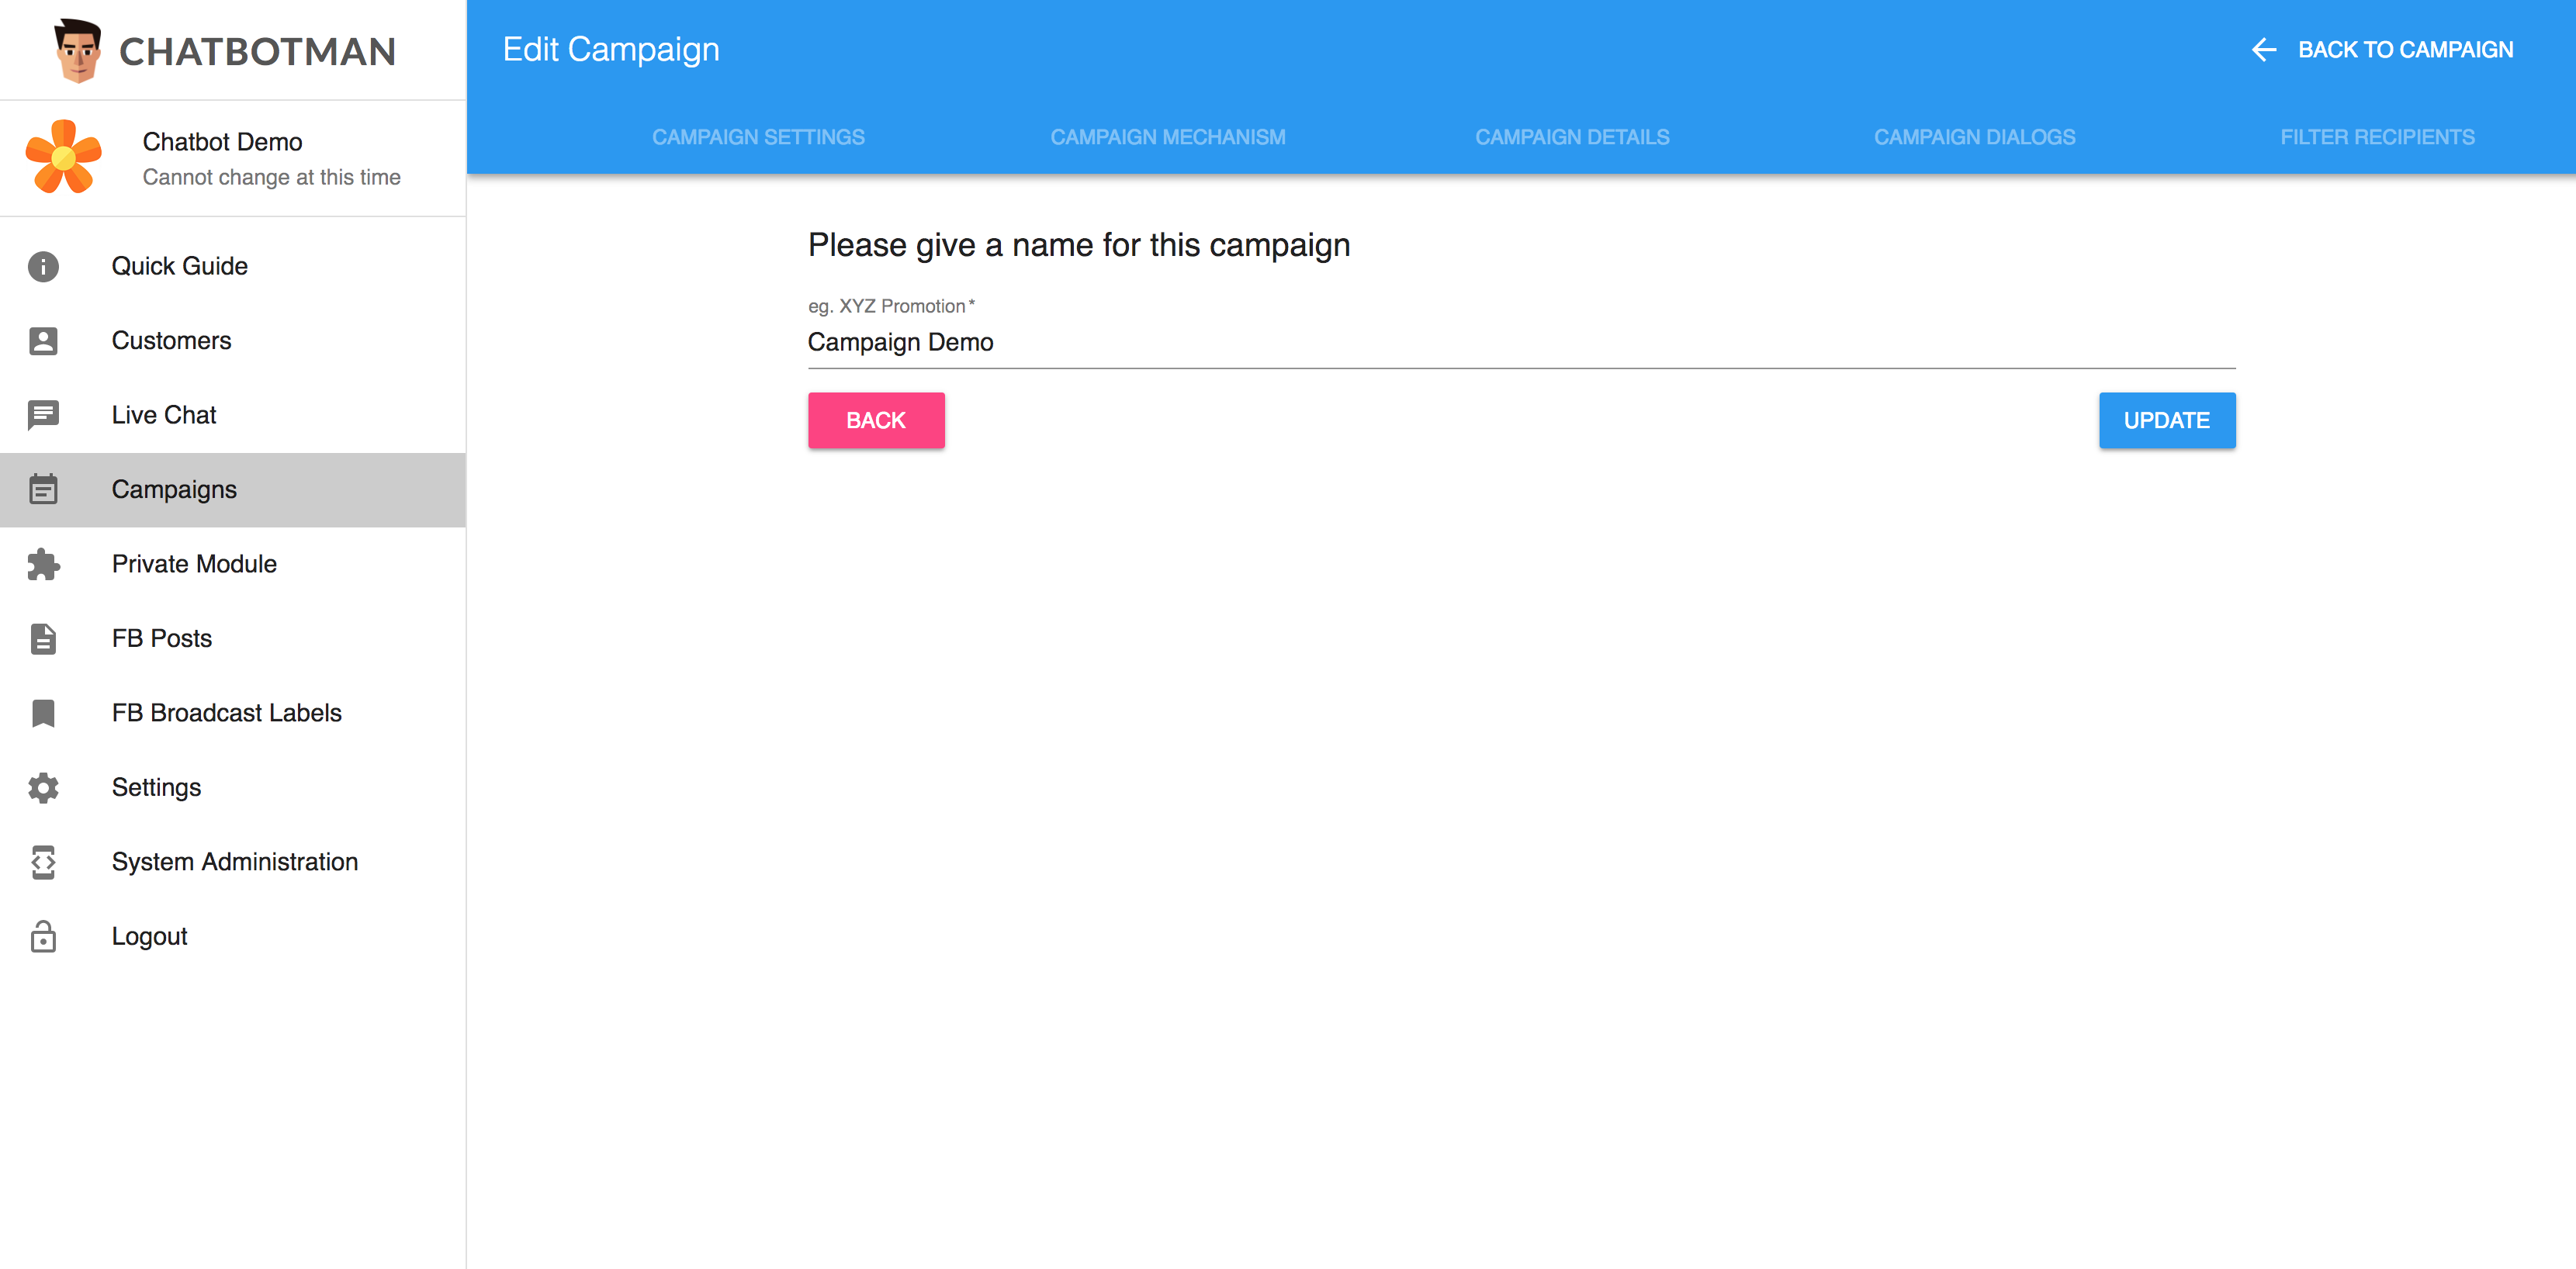 CHATBOTMAN
Chatbot Demo
Cannot change at this time
Quick Guide
Customers
Live Chat
Campaigns
Private Module
FB Posts
FB Broadcast Labels
Settings
System Administration
Logout
Edit Campaign
BACK TO CAMPAIGN
CAMPAIGN SETTINGS
CAMPAIGN MECHANISM
CAMPAIGN DETAILS
CAMPAIGN DIALOGS
FILTER RECIPIENTS
Please give a name for this campaign
eg. XYZ Promotion *
Campaign Demo
BACK
UPDATE